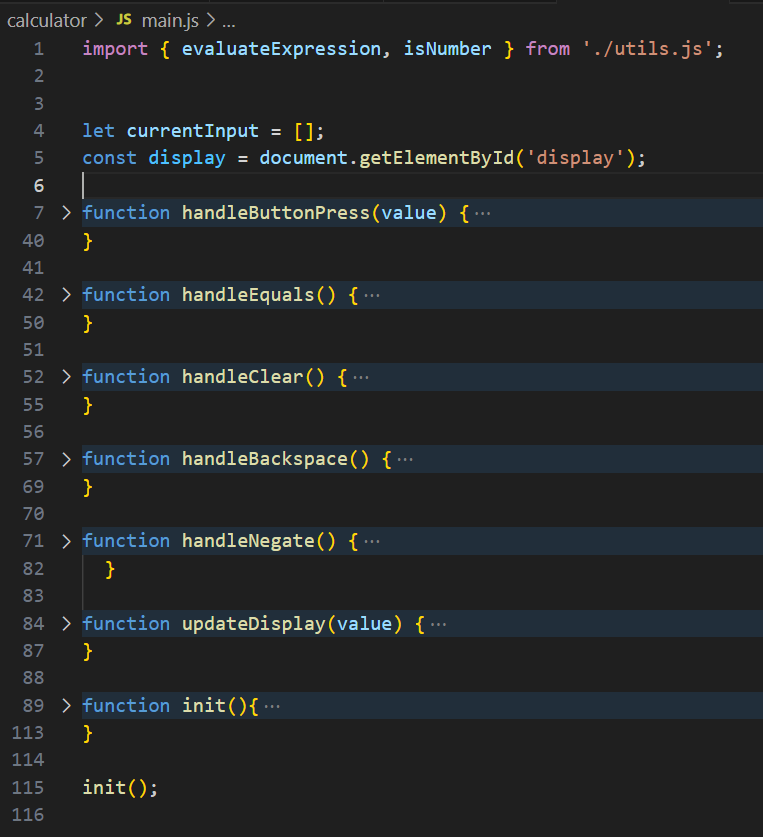 calculator > JS main.js > ...
1 import { evaluateExpression, isNumber } from './utils.js';
2
3
4 let currentInput = [];
5 const display = document.getElementById('display');
6
7 > function handleButtonPress(value) { ...
40 }
41
42 > function handleEquals() { ...
50 }
51
52 > function handleClear() { ...
55 }
56
57 > function handleBackspace() { ...
69 }
70
71 > function handleNegate() { ...
82   }
83
84 > function updateDisplay(value) { ...
87 }
88
89 > function init(){ ...
113 }
114
115 init();
116